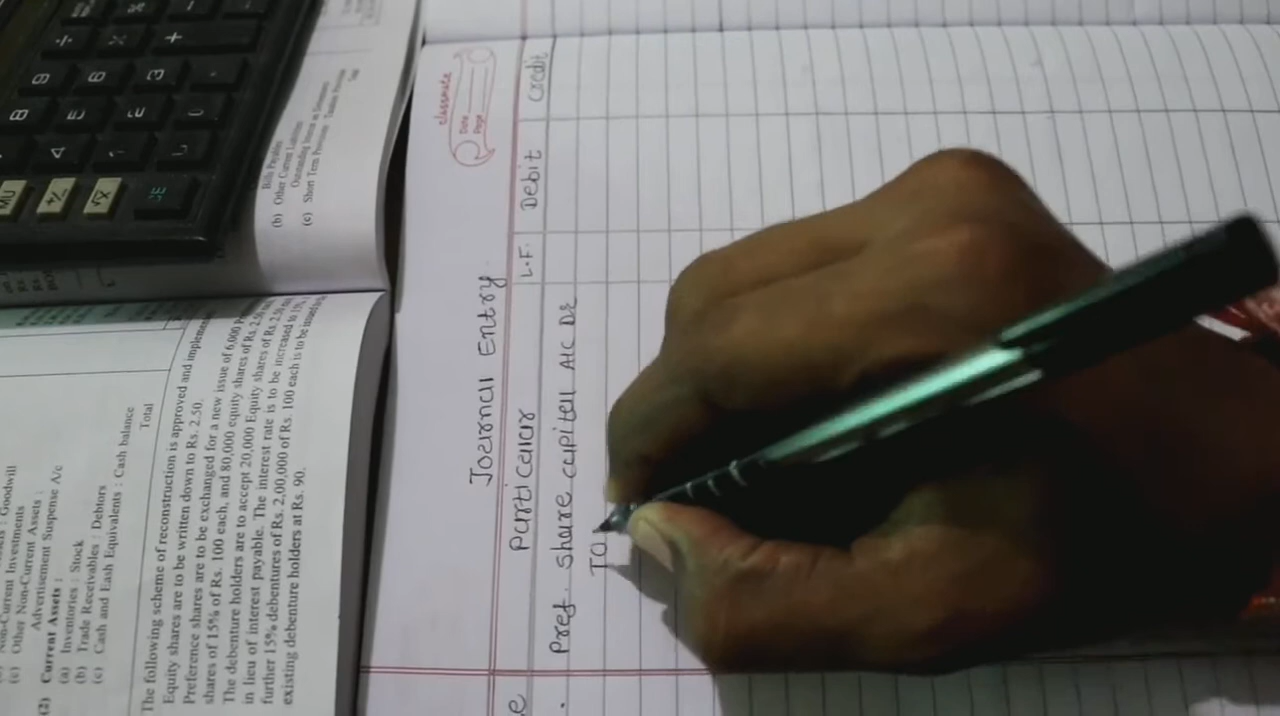 (b) Other Current Liabilities
Outstanding Interest on Debentures
Total
Non-Current Investments
(e) Other Non-Current Assets :
Advertisement Suspense A/c
(2) Current Assets :
(a) Inventories : Stock
(b) Trade Receivables : Debtors
(c) Cash and Eash Equivalents : Cash balance
Total
The following scheme of reconstruction is approved and
Equity shares are to be written down to Rs. 2.50.
Preference shares are to be exchanged for a new issue of 6,000
shares of 15% of Rs. 100 each, and 80,000 equity shares of Rs. 2.50
The debenture holders are to accept 20,000 Equity shares of Rs. 2.50
in lieu of interest payable. The interest rate is to be increased to
further 15% debentures of Rs. 2,00,000 of Rs. 100 each is to be issued
existing debenture holders at Rs. 90.
classmate
Date
Page
Journal Entry
Particular L.F. Debit Credit
Pref. share capital A/c Dr
To